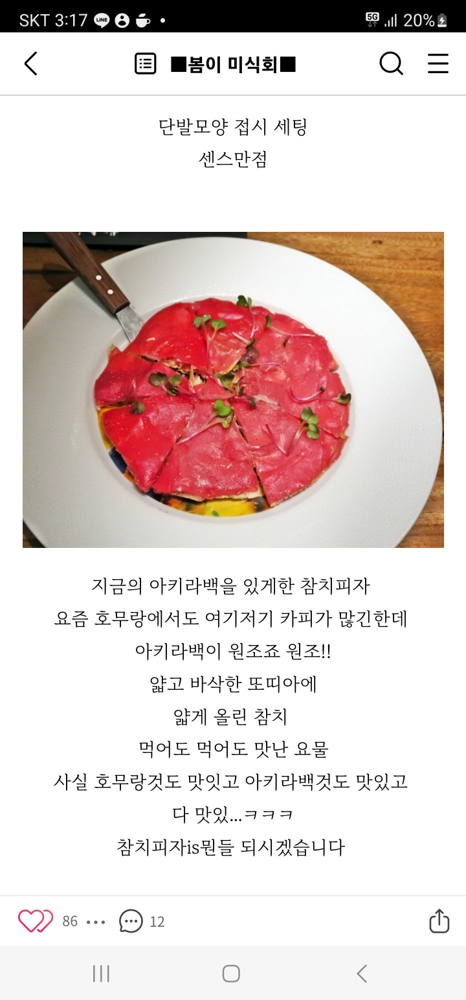 SKT 3:17 LINE 5G 20%
■봄이 미식회■
단발모양 접시 세팅
센스만점
지금의 아키라백을 있게한 참치피자
요즘 호무랑에서도 여기저기 카피가 많긴한데
아키라백이 원조죠 원조!!
얇고 바삭한 또띠아에
얇게 올린 참치
먹어도 먹어도 맛난 요물
사실 호무랑것도 맛잇고 아키라백것도 맛있고
다 맛있...ㅋㅋㅋ
참치피자is뭔들 되시겠습니다
86 12